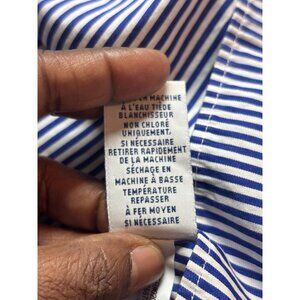 EN MACHINE
À L'EAU TIÈDE
BLANCHISSEUR
NON CHLORÉ
UNIQUEMENT,
SI NÉCESSAIRE
RETIRER RAPIDEMENT
DE LA MACHINE
SÉCHAGE EN
MACHINE À BASSE
TEMPÉRATURE
REPASSER
À FER MOYEN
SI NÉCESSAIRE